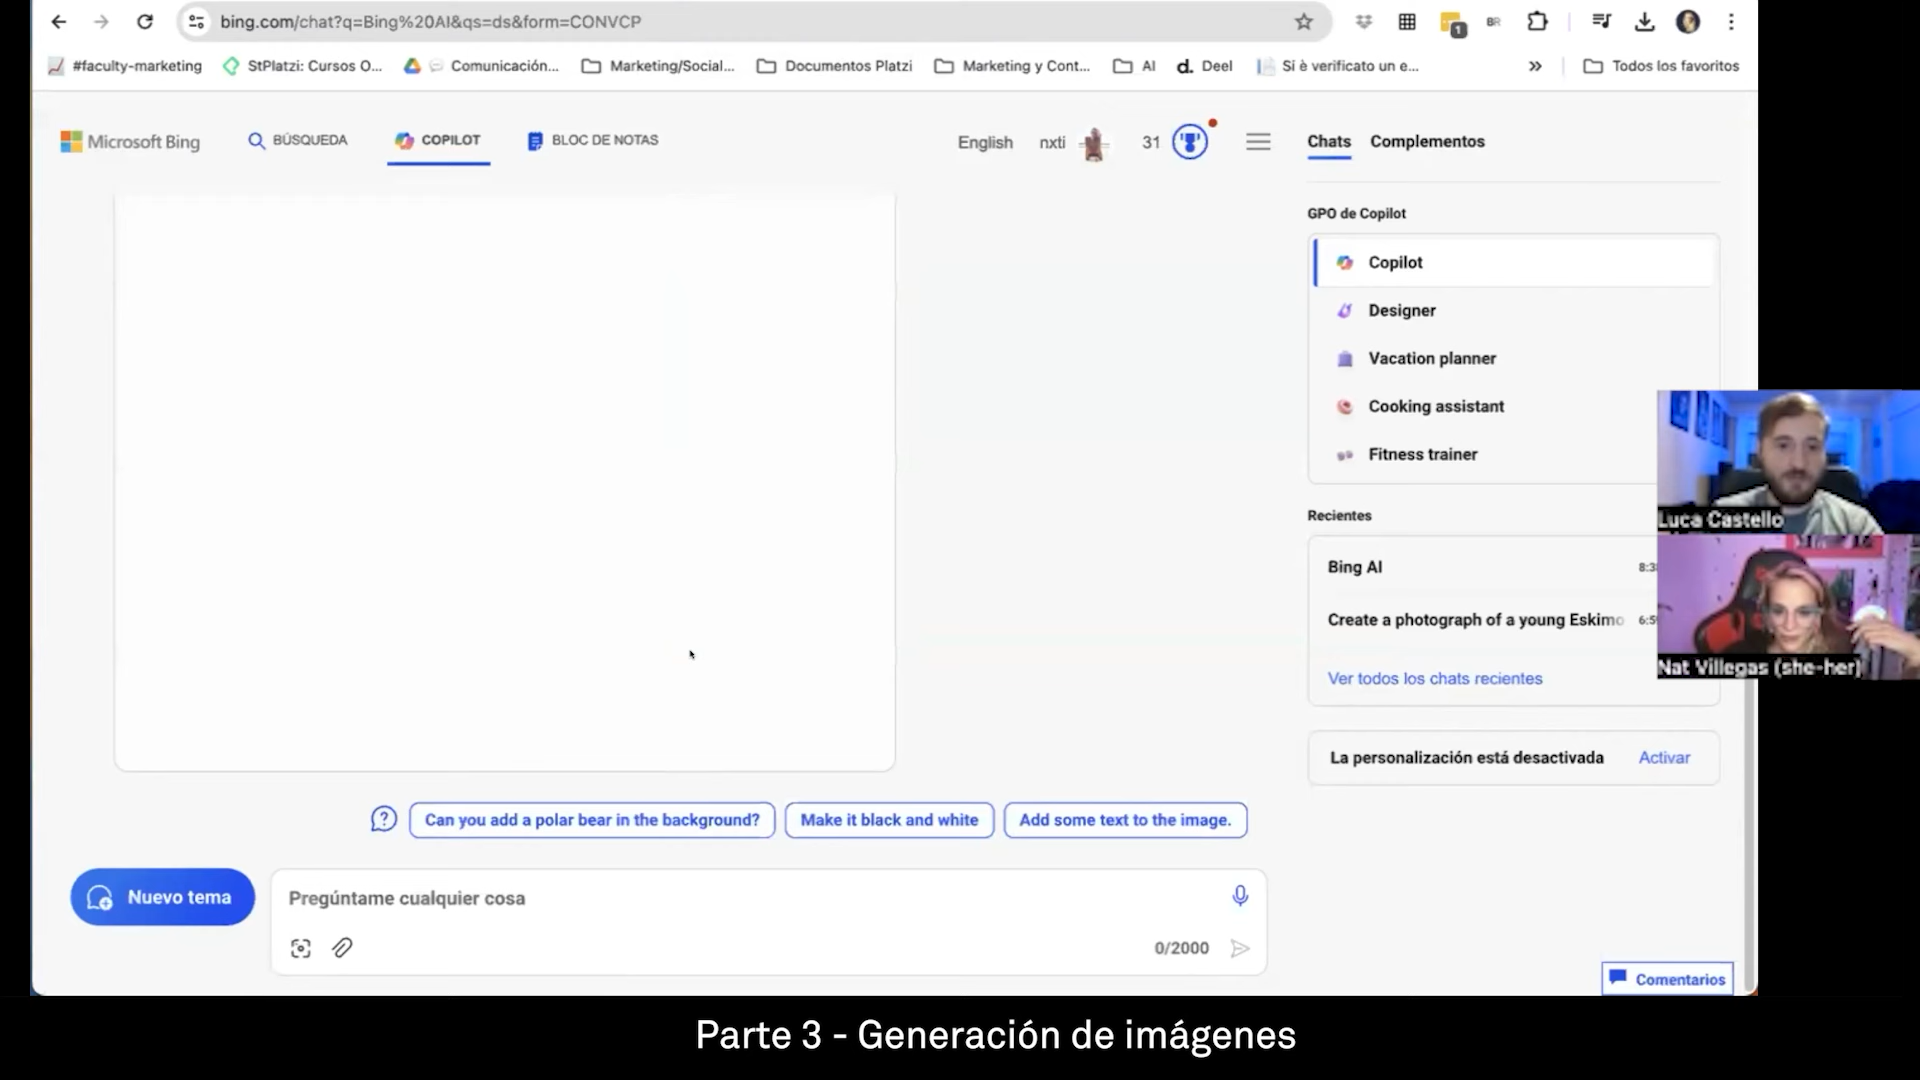 bing.com/chat?q=Bing%20AI&qs=ds&form=CONVCP
1
BR
#faculty-marketing
StPlatzi: Cursos O...
Comunicación...
Marketing/Social...
Documentos Platzi
Marketing y Cont...
AI
d. Deel
Si è verificato un e...
»
Todos los favoritos
Microsoft Bing
BÚSQUEDA
COPILOT
BLOC DE NOTAS
English
nxti
31
Chats
Complementos
GPO de Copilot
Copilot
Designer
Vacation planner
Cooking assistant
Fitness trainer
Recientes
Bing AI
Create a photograph of a young Eskimo
Ver todos los chats recientes
La personalización está desactivada
Activar
Luca Castello
Nat Villegas (she-her)
Can you add a polar bear in the background?
Make it black and white
Add some text to the image.
Nuevo tema
Pregúntame cualquier cosa
0/2000
Comentarios
Parte 3 - Generación de imágenes